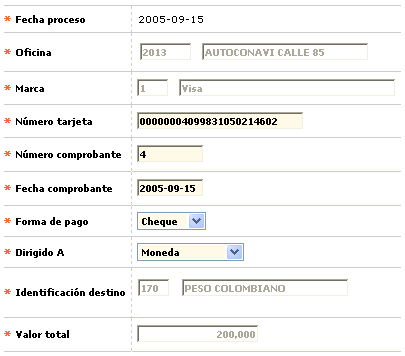 * Fecha proceso 2005-09-15
* Oficina 2013 AUTOCONAVI CALLE 85
* Marca 1 Visa
* Número tarjeta 00000004099831050214602
* Número comprobante 4
* Fecha comprobante 2005-09-15
* Forma de pago Cheque
* Dirigido A Moneda
* Identificación destino 170 PESO COLOMBIANO
* Valor total 200,000